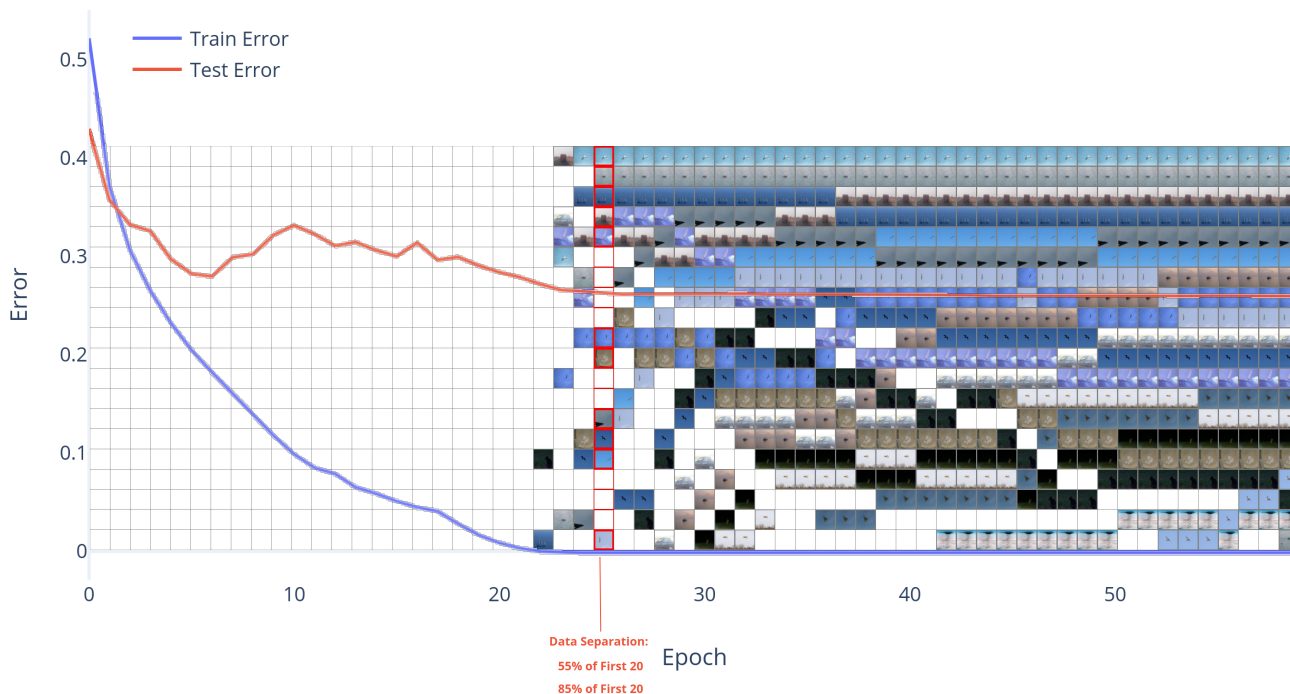 Train Error
Test Error
0.5
0.4
0.3
0.2
0.1
0
Error
0 10 20 30 40 50
Data Separation:
Epoch
55% of First 20
85% of First 20